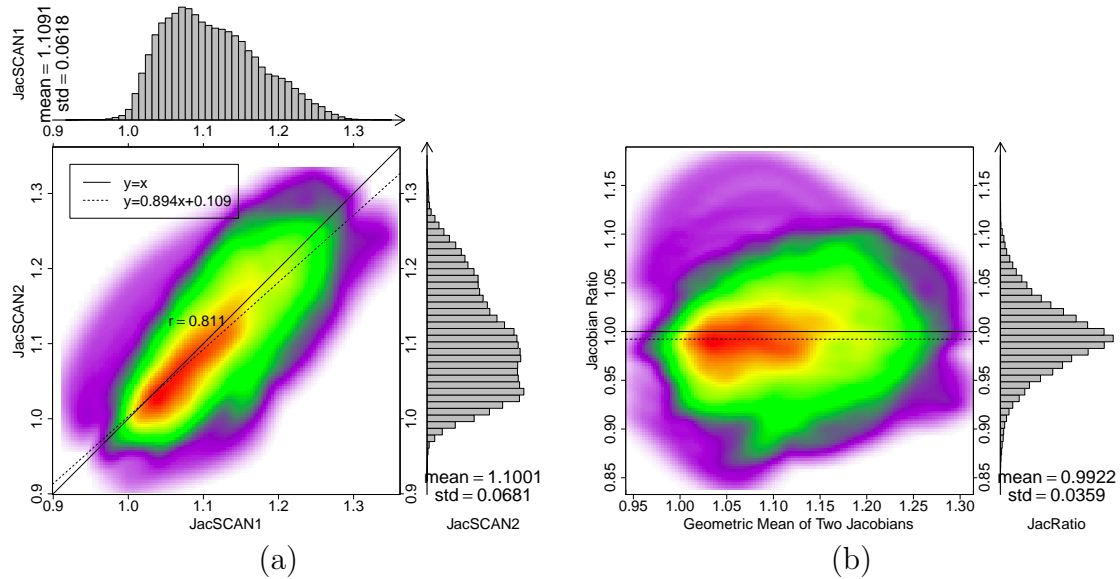 JacSCAN1
mean = 1.1091
std = 0.0618
0.9 1.0 1.1 1.2 1.3
y=x
y=0.894x+0.109
r = 0.811
JacSCAN2
0.9 1.0 1.1 1.2 1.3
0.9 1.0 1.1 1.2 1.3
0.9 1.0 1.1 1.2 1.3
JacSCAN1
mean = 1.1001
std = 0.0681
JacSCAN2
(a)
Jacobian Ratio
0.85 0.90 0.95 1.00 1.05 1.10 1.15
0.85 0.90 0.95 1.00 1.05 1.10 1.15
0.95 1.00 1.05 1.10 1.15 1.20 1.25 1.30
Geometric Mean of Two Jacobians
mean = 0.9922
std = 0.0359
JacRatio
(b)